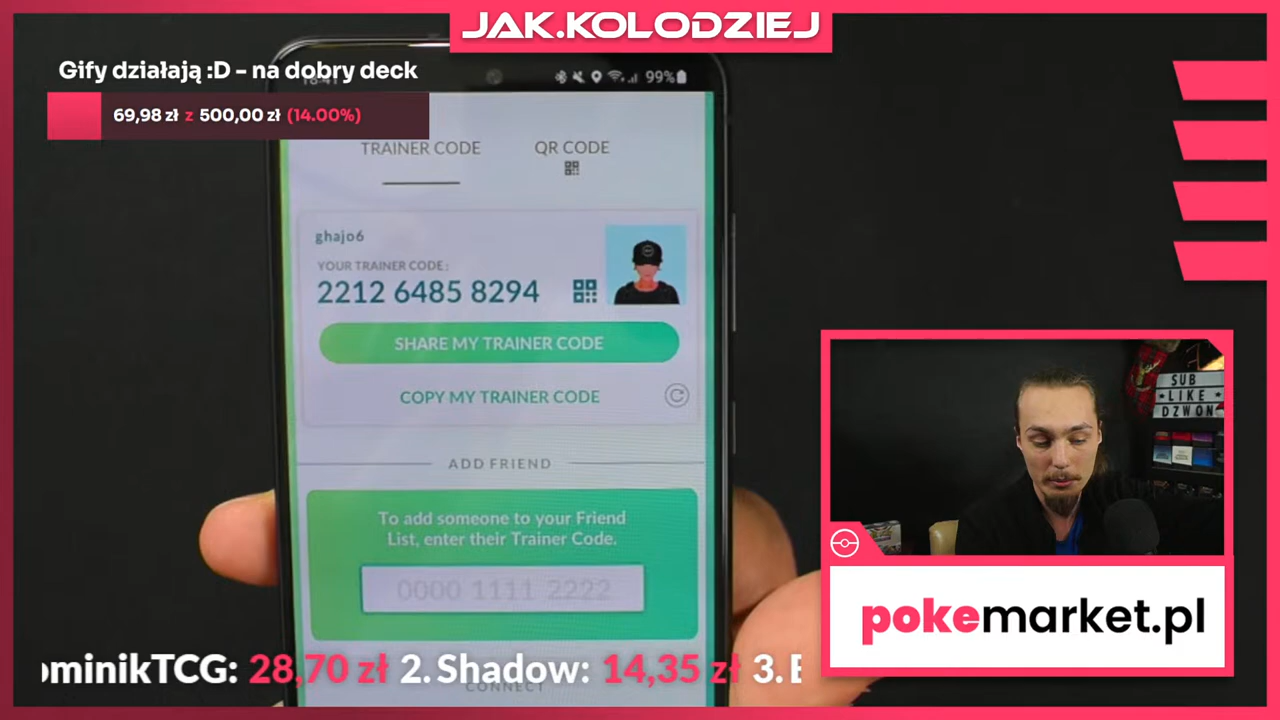 JAK.KOLODZIEJ
Gify działają :D - na dobry deck
69,98 zł z 500,00 zł (14.00%)
99%
TRAINER CODE
QR CODE
ghajo6
YOUR TRAINER CODE:
2212 6485 8294
SHARE MY TRAINER CODE
COPY MY TRAINER CODE
ADD FRIEND
To add someone to your Friend
List, enter their Trainer Code.
0000 1111 2222
SUB
LIKE
DZWON
pokemarket.pl
ominikTCG: 28,70 zł 2. Shadow: 14,35 zł 3.
CONNECT